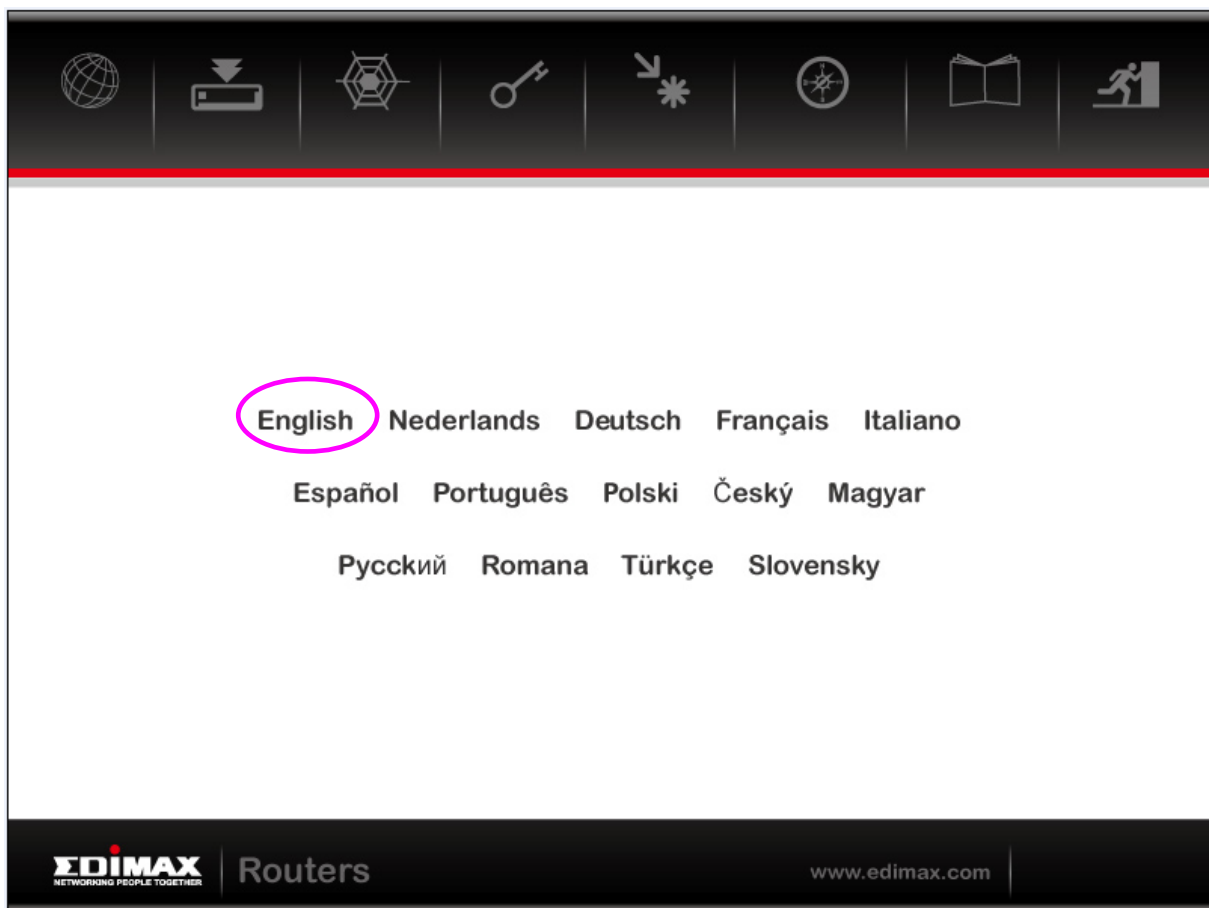 English Nederlands Deutsch Français Italiano
Español Português Polski Český Magyar
Русский Romana Türkçe Slovensky
EDIMAX
NETWORKING PEOPLE TOGETHER
Routers
www.edimax.com